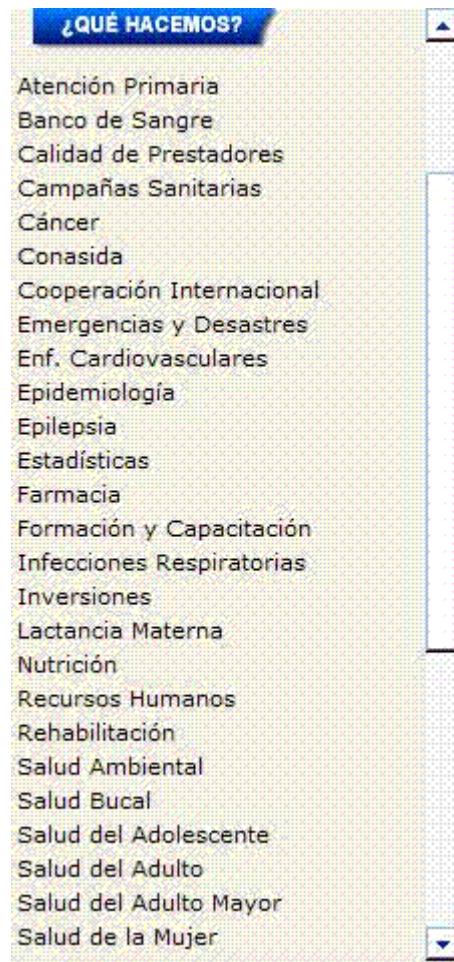 ¿QUÉ HACEMOS?
Atención Primaria
Banco de Sangre
Calidad de Prestadores
Campañas Sanitarias
Cáncer
Conasida
Cooperación Internacional
Emergencias y Desastres
Enf. Cardiovasculares
Epidemiología
Epilepsia
Estadísticas
Farmacia
Formación y Capacitación
Infecciones Respiratorias
Inversiones
Lactancia Materna
Nutrición
Recursos Humanos
Rehabilitación
Salud Ambiental
Salud Bucal
Salud del Adolescente
Salud del Adulto
Salud del Adulto Mayor
Salud de la Mujer